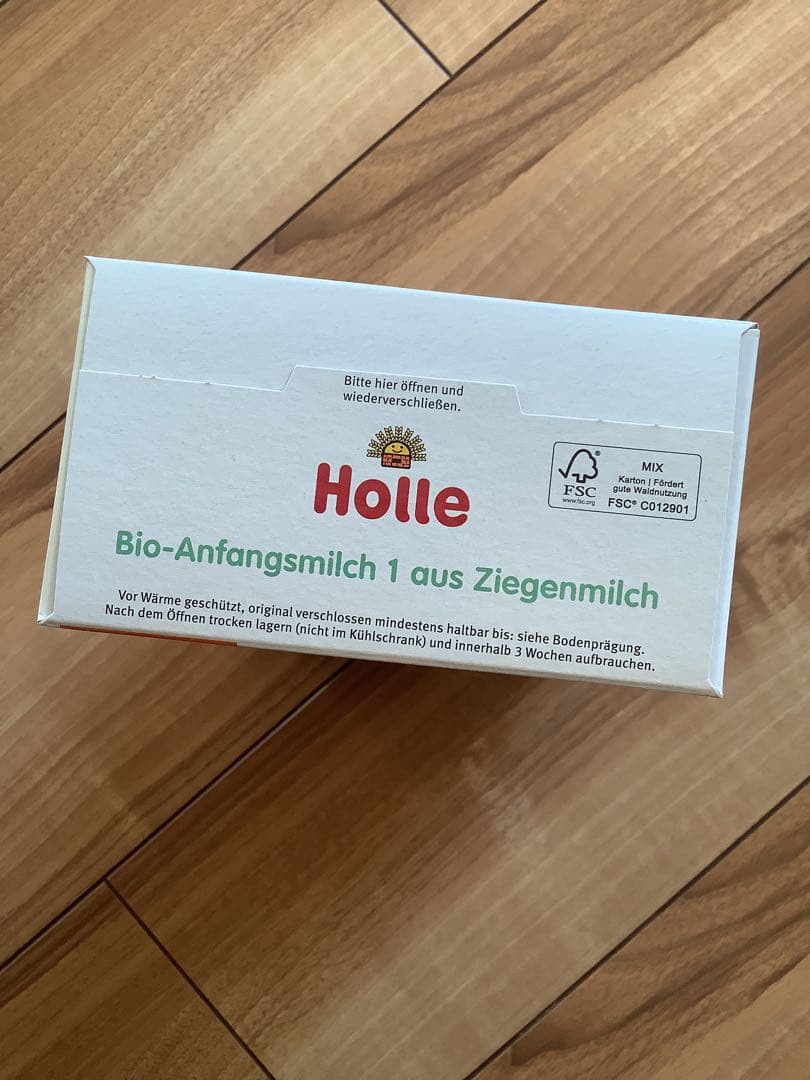 Bitte hier öffnen und
wiederverschließen.
Holle
FSC®
www.fsc.org
MIX
Karton | Fördert
gute Waldnutzung
FSC® C012901
Bio-Anfangsmilch 1 aus Ziegenmilch
Vor Wärme geschützt, original verschlossen mindestens haltbar bis: siehe Bodenprägung.
Nach dem Öffnen trocken lagern (nicht im Kühlschrank) und innerhalb 3 Wochen aufbrauchen.